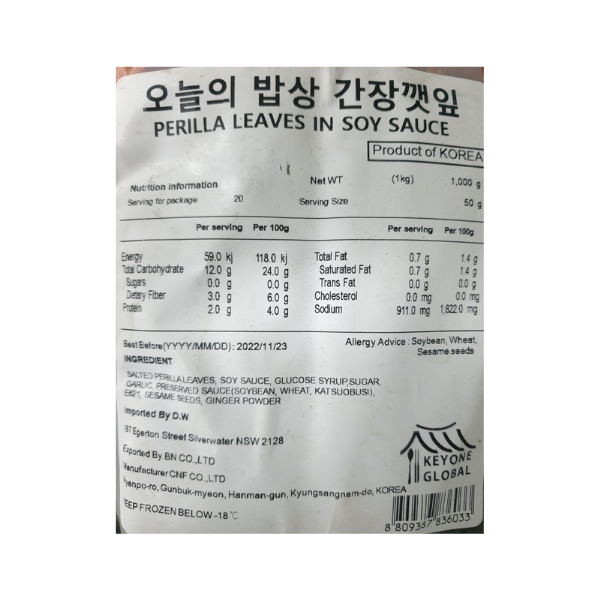 오늘의 밥상 간장깻잎
PERILLA LEAVES IN SOY SAUCE
Product of KOREA
Nutrition Information Net WT (1kg) 1,000 g
Serving for package 20 Serving Size 50 g
Per serving Per 100g Per serving Per 100g
Energy 59.0 kj 118.0 kj Total Fat 0.7 g 1.4 g
Total Carbohydrate 12.0 g 24.0 g Saturated Fat 0.7 g 1.4 g
Sugars 0.0 g 0.0 g Trans Fat 0.0 g 0.0 g
Dietary Fiber 3.0 g 6.0 g Cholesterol 0.0 mg 0.0 mg
Protein 2.0 g 4.0 g Sodium 911.0 mg 1,822.0 mg
Best Before(YYYY/MM/DD): 2022/11/23 Allergy Advice : Soybean, Wheat,
Sesame seeds
INGREDIENT
SALTED PERILLA LEAVES, SOY SAUCE, GLUCOSE SYRUP,SUGAR,
GARLIC, PRESERVED SAUCE(SOYBEAN, WHEAT, KATSUOBUSI),
E621, SESAME SEEDS, GINGER POWDER
Imported By D.W
87 Egerton Street Silverwater NSW 2128
Exported By BN CO.,LTD
Manufacturer CNF CO.,LTD
Gunbuk-myeon, Hanman-gun, Kyungsangnam-do, KOREA
KEEP FROZEN BELOW -18℃
KEYONE
GLOBAL
8 809337 836033